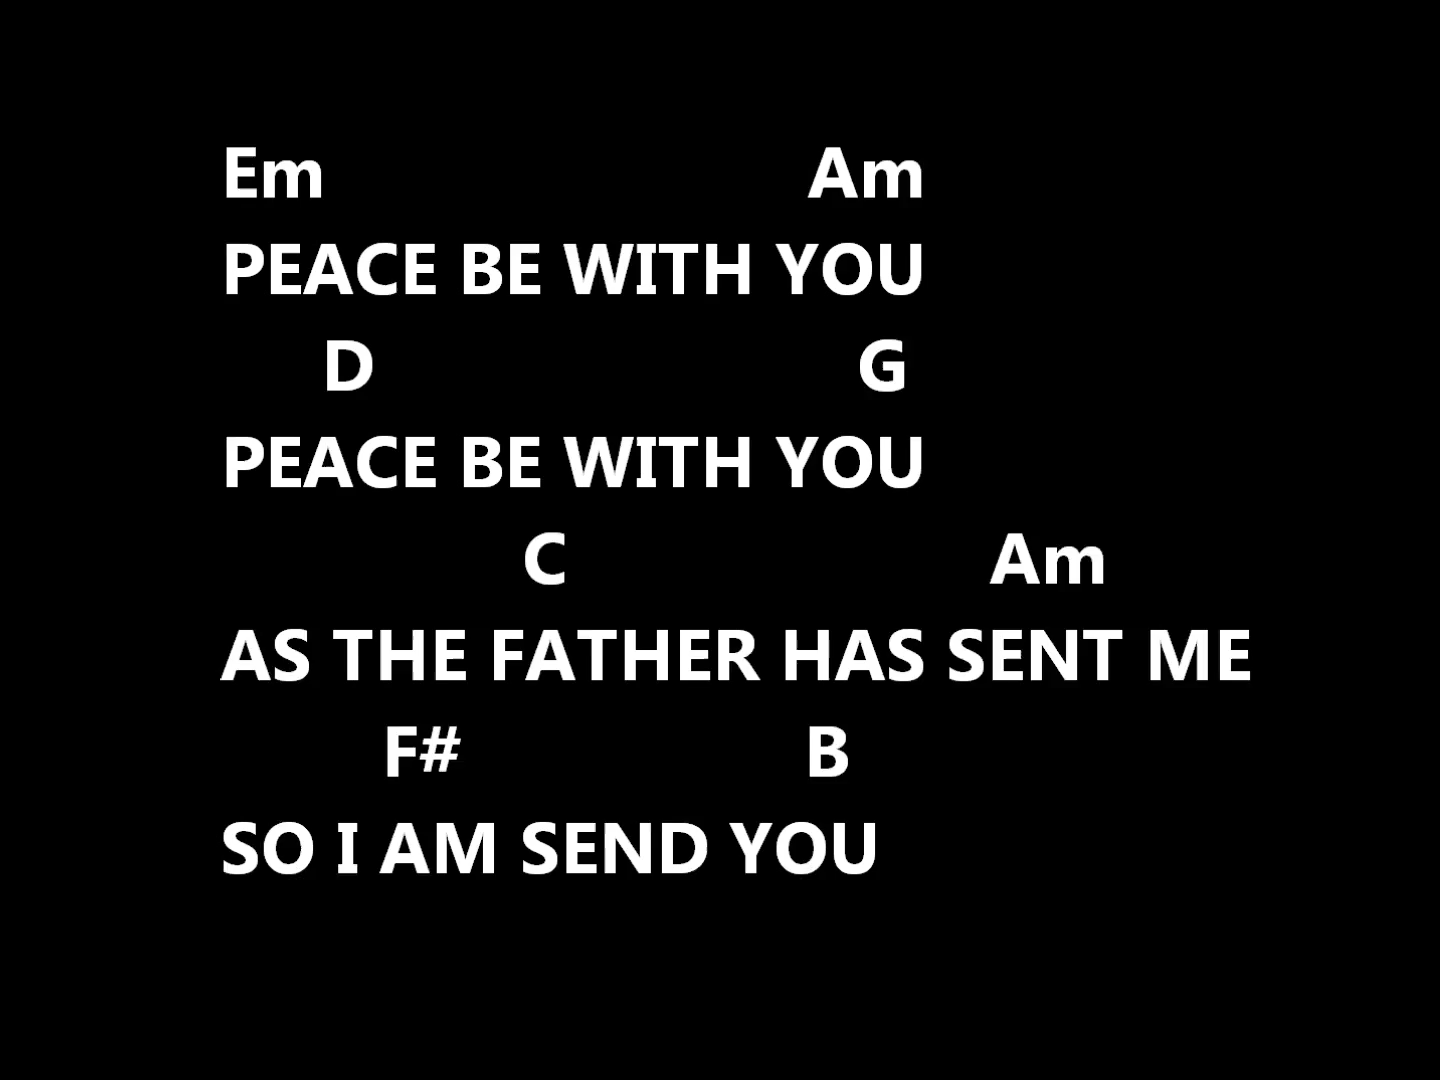 Em Am
PEACE BE WITH YOU
D G
PEACE BE WITH YOU
C Am
AS THE FATHER HAS SENT ME
F# B
SO I AM SEND YOU